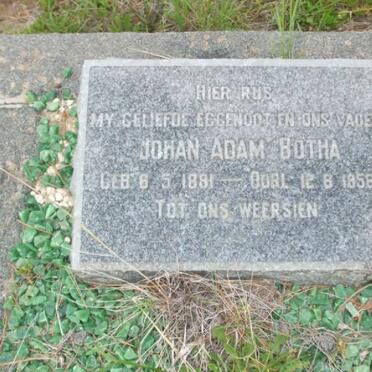 HIER RUS
MY GELIEFDE EGGENOOT EN ONS VADER
JOHAN ADAM BOTHA
GEB. 8. 5. 1881 — OORL. 12. 8. 1958
TOT ONS WEERSIEN